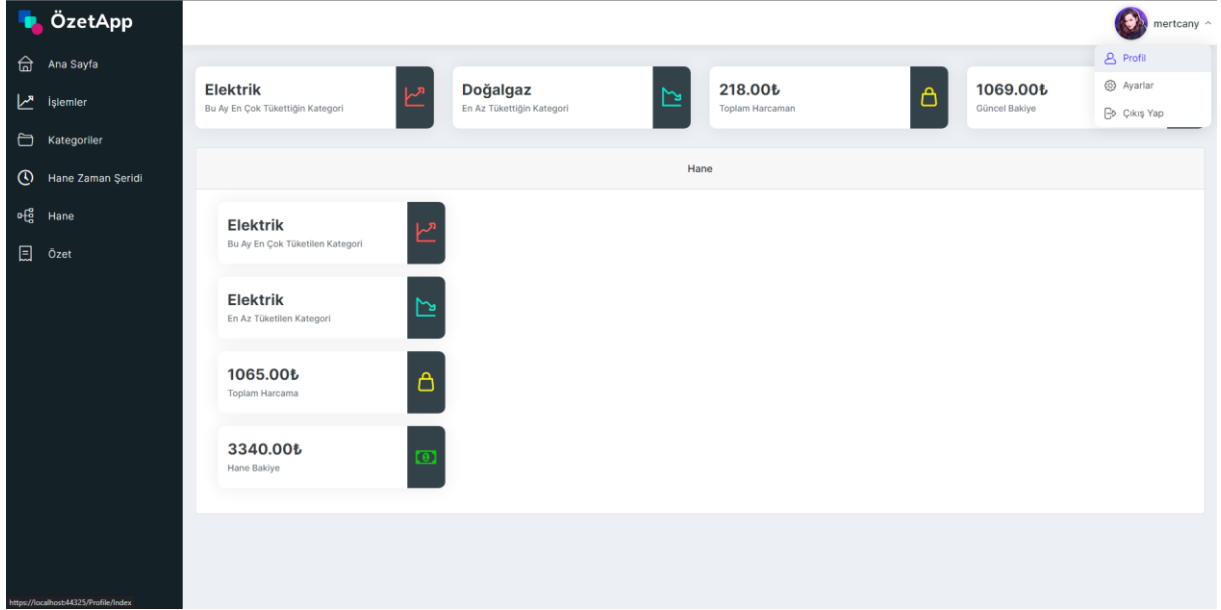 ÖzetApp
mertcany
Ana Sayfa
İşlemler
Kategoriler
Hane Zaman Şeridi
Hane
Özet
Profil
Ayarlar
Çıkış Yap
Elektrik
Bu Ay En Çok Tükettiğin Kategori
Doğalgaz
En Az Tükettiğin Kategori
218.00₺
Toplam Harcaman
1069.00₺
Güncel Bakiye
Hane
Elektrik
Bu Ay En Çok Tüketilen Kategori
Elektrik
En Az Tüketilen Kategori
1065.00₺
Toplam Harcama
3340.00₺
Hane Bakiye
https://localhost:44325/Profile/Index